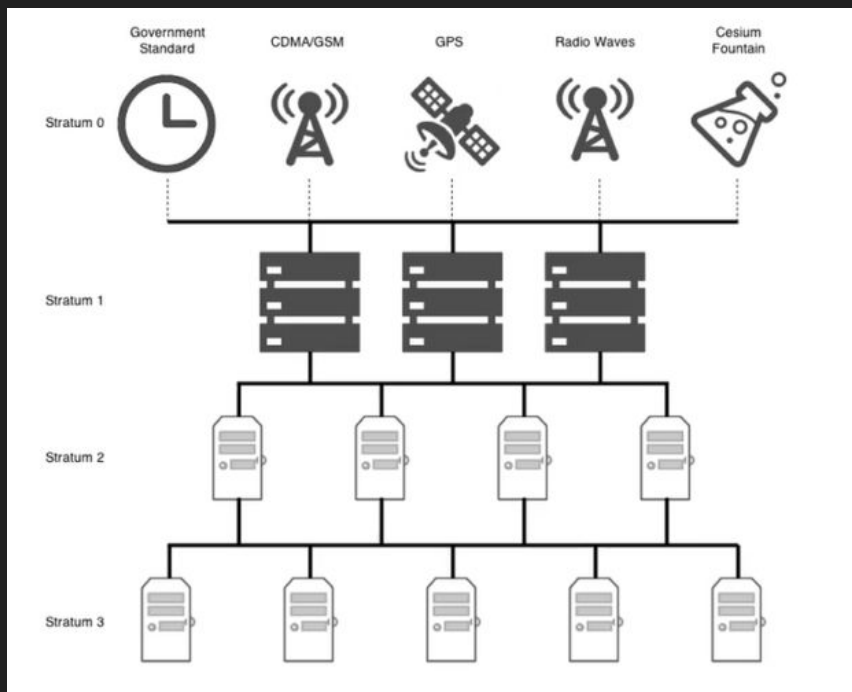 Government
Standard
CDMA/GSM
GPS
Radio Waves
Cesium
Fountain
Stratum 0
Stratum 1
Stratum 2
Stratum 3